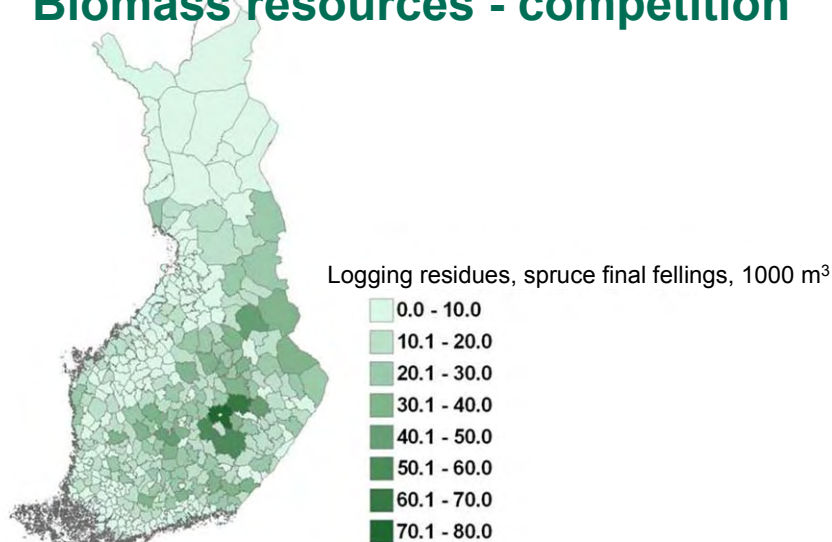 Biomass resources - competition
Logging residues, spruce final fellings, 1000 m³
0.0 - 10.0
10.1 - 20.0
20.1 - 30.0
30.1 - 40.0
40.1 - 50.0
50.1 - 60.0
60.1 - 70.0
70.1 - 80.0